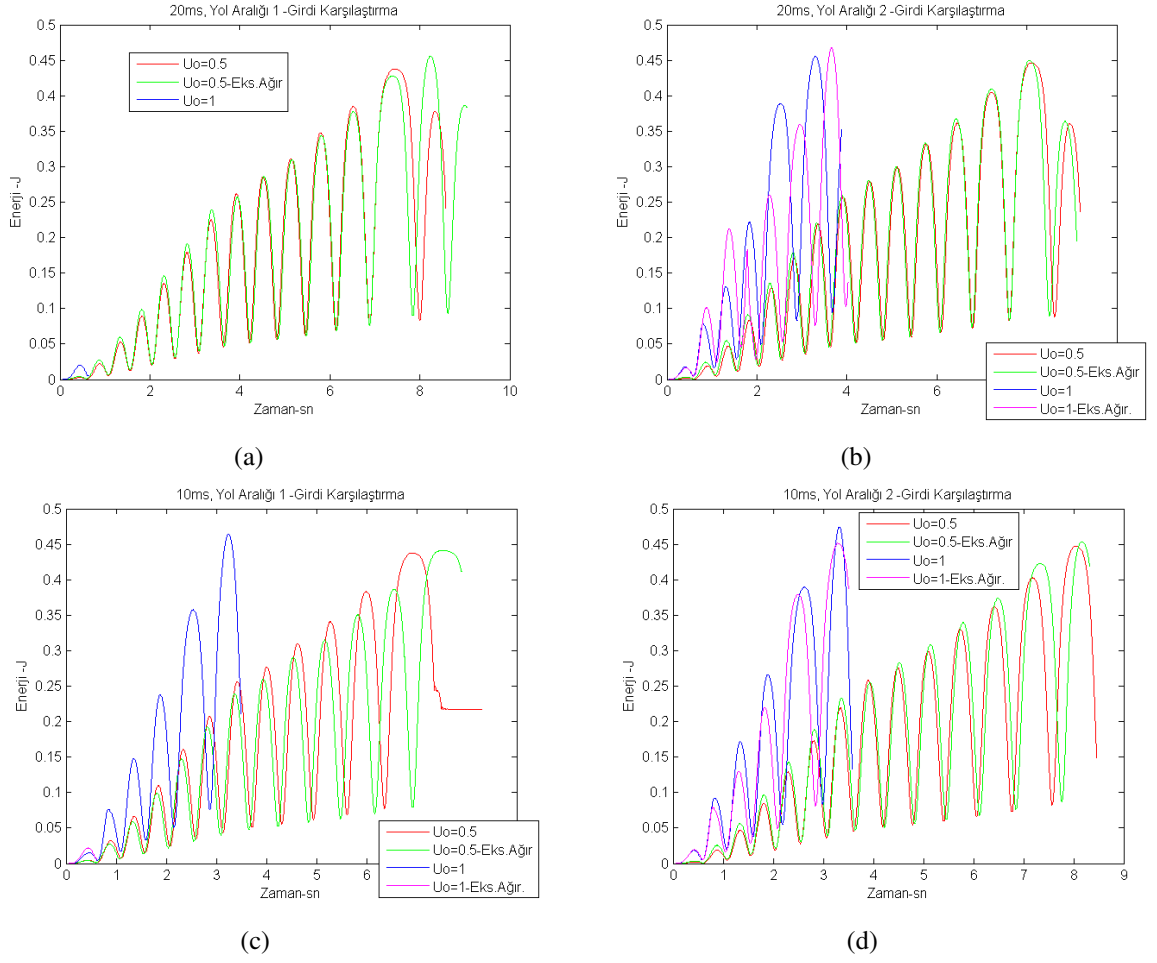 20ms, Yol Aralığı 1 -Girdi Karşılaştırma
0.5
0.45
0.4
0.35
0.3
0.25
0.2
0.15
0.1
0.05
0
Enerji -J
Uo=0.5
Uo=0.5-Eks.Ağır
Uo=1
0 2 4 6 8 10
Zaman-sn
(a)
20ms, Yol Aralığı 2 -Girdi Karşılaştırma
0.5
0.45
0.4
0.35
0.3
0.25
0.2
0.15
0.1
0.05
0
Enerji -J
0 2 4 6
Zaman-sn
Uo=0.5
Uo=0.5-Eks.Ağır
Uo=1
Uo=1-Eks.Ağır.
(b)
10ms, Yol Aralığı 1 -Girdi Karşılaştırma
0.5
0.45
0.4
0.35
0.3
0.25
0.2
0.15
0.1
0.05
0
Enerji -J
0 1 2 3 4 5 6
Zaman-sn
Uo=0.5
Uo=0.5-Eks.Ağır
Uo=1
Uo=1-Eks.Ağır.
(c)
10ms, Yol Aralığı 2 -Girdi Karşılaştırma
0.5
0.45
0.4
0.35
0.3
0.25
0.2
0.15
0.1
0.05
0
Enerji -J
Uo=0.5
Uo=0.5-Eks.Ağır
Uo=1
Uo=1-Eks.Ağır.
0 1 2 3 4 5 6 7 8 9
Zaman-sn
(d)